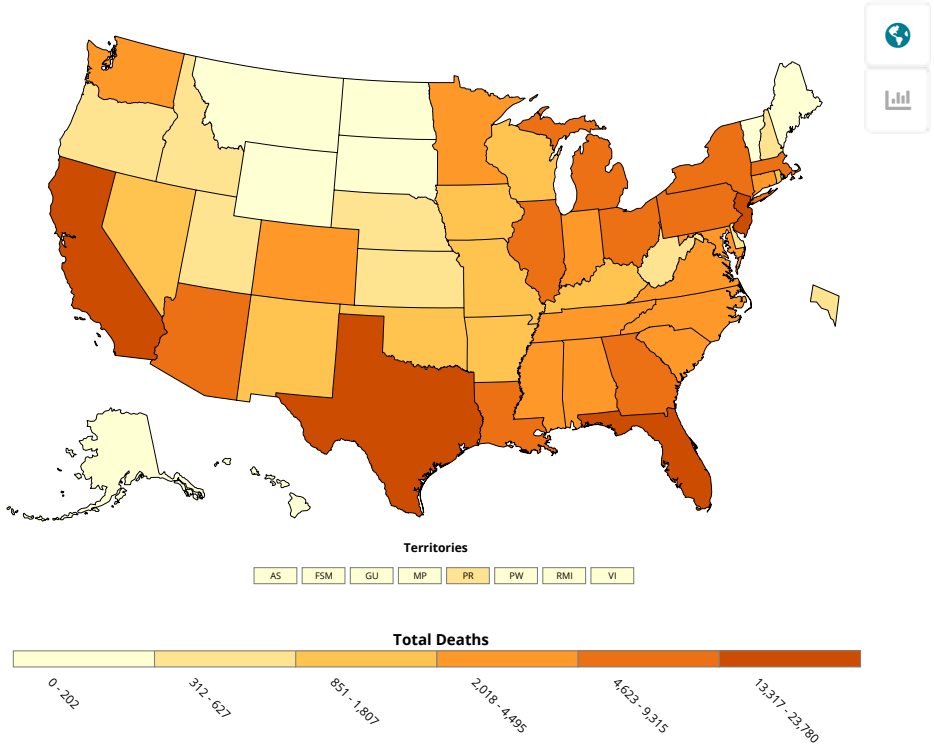 Territories
AS FSM GU MP PR PW RMI VI
Total Deaths
0 - 202
312 - 627
851 - 1,807
2,018 - 4,495
4,623 - 9,315
13,317 - 23,780